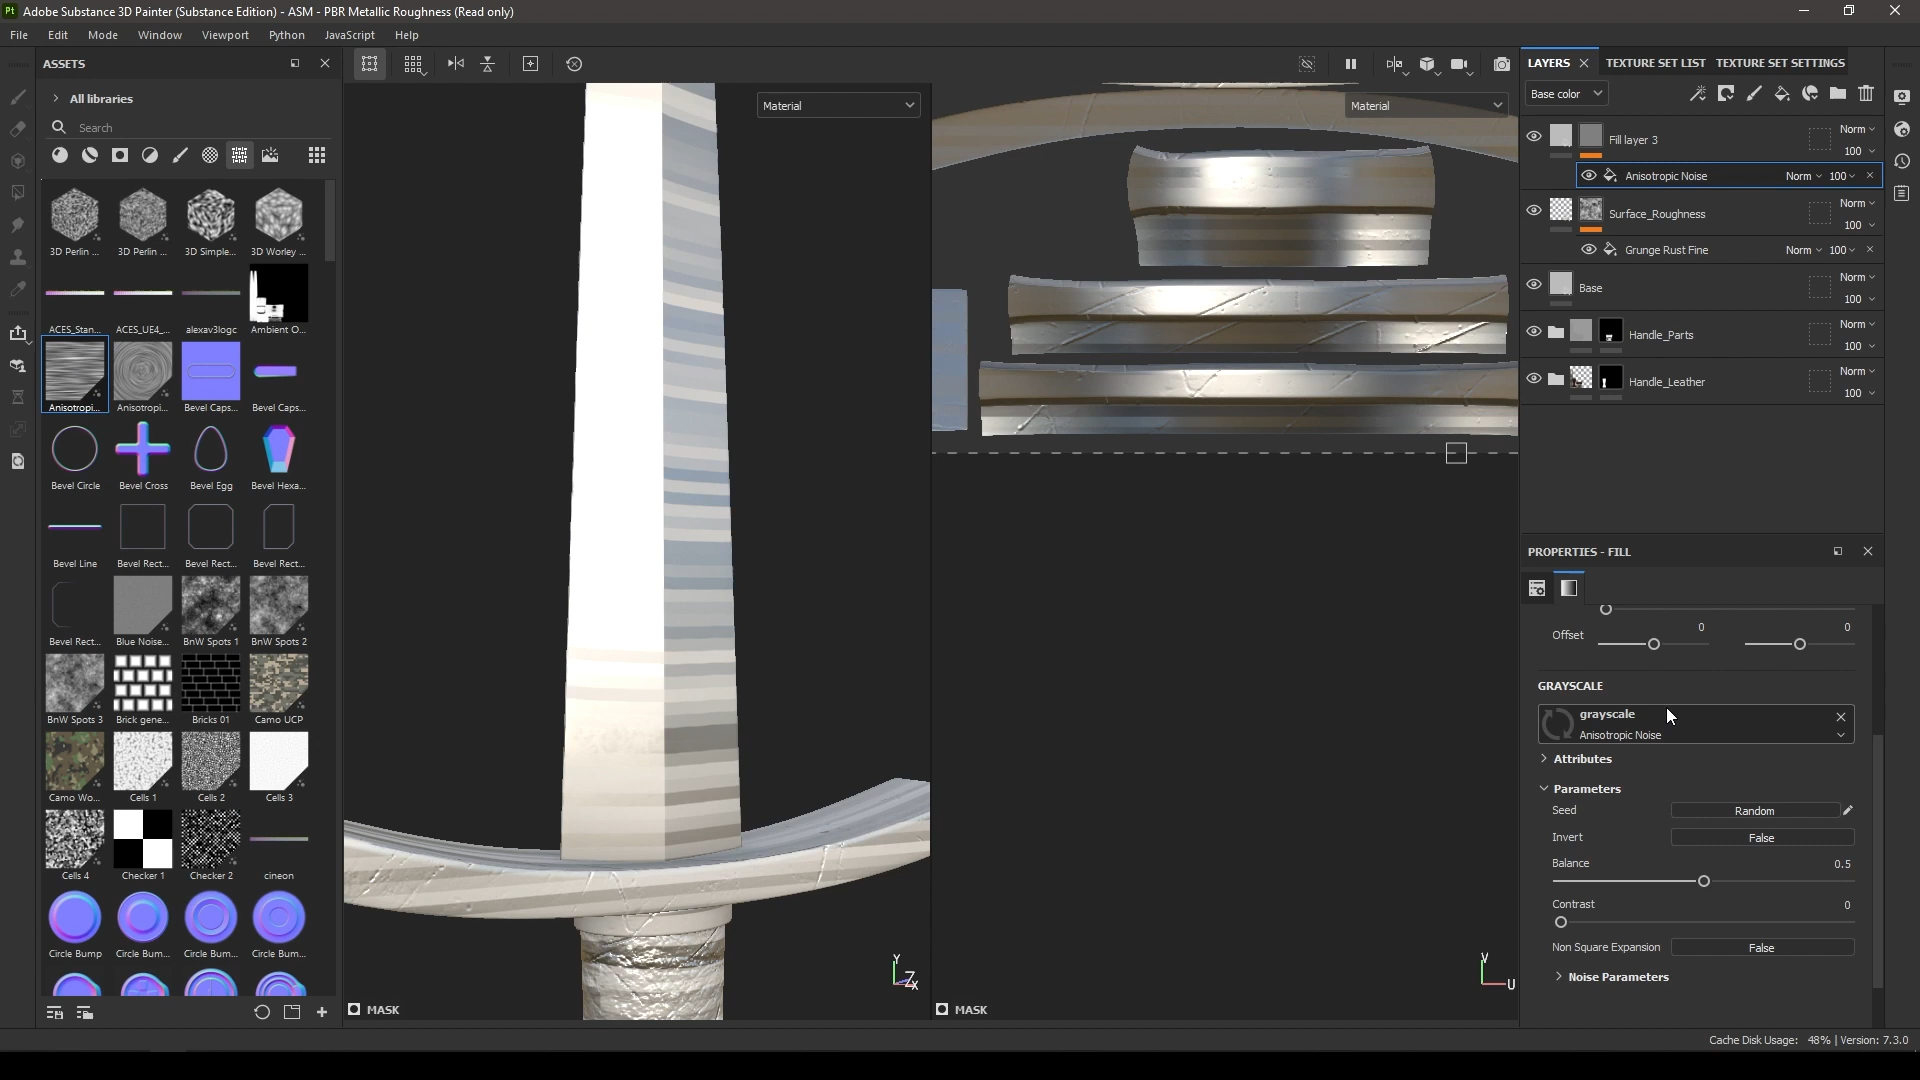 Pt Adobe Substance 3D Painter (Substance Edition) - ASM - PBR Metallic Roughness (Read only)
File Edit Mode Window Viewport Python JavaScript Help
ASSETS
All libraries
Search
3D Perlin ... 3D Perlin ... 3D Simple... 3D Worley ...
ACES_Stan... ACES_UE4_... alexav3logc Ambient O...
Anisotropi... Anisotropi... Bevel Caps... Bevel Caps...
Bevel Circle Bevel Cross Bevel Egg Bevel Hexa...
Bevel Line Bevel Rect... Bevel Rect... Bevel Rect...
Bevel Rect... Blue Noise... BnW Spots 1 BnW Spots 2
BnW Spots 3 Brick gene... Bricks 01 Camo UCP
Camo Wo... Cells 1 Cells 2 Cells 3
Cells 4 Checker 1 Checker 2 cineon
Circle Bump Circle Bum... Circle Bum... Circle Bum...
Material
Y
Z
X
MASK
Material
V
U
MASK
LAYERS TEXTURE SET LIST TEXTURE SET SETTINGS
Base color
Fill layer 3 Norm
100
Anisotropic Noise Norm 100
Surface_Roughness Norm
100
Grunge Rust Fine Norm 100
Base Norm
100
Handle_Parts Norm
100
Handle_Leather Norm
100
PROPERTIES - FILL
Offset 0 0
GRAYSCALE
grayscale
Anisotropic Noise
Attributes
Parameters
Seed Random
Invert False
Balance 0.5
Contrast 0
Non Square Expansion False
Noise Parameters
Cache Disk Usage: 48% | Version: 7.3.0